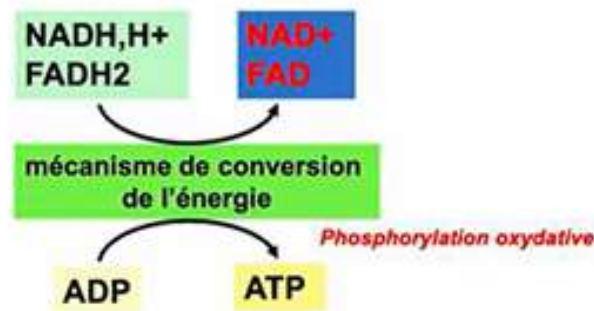 NADH,H+
FADH2
NAD+
FAD
mécanisme de conversion
de l'énergie
Phosphorylation oxydative
ADP
ATP